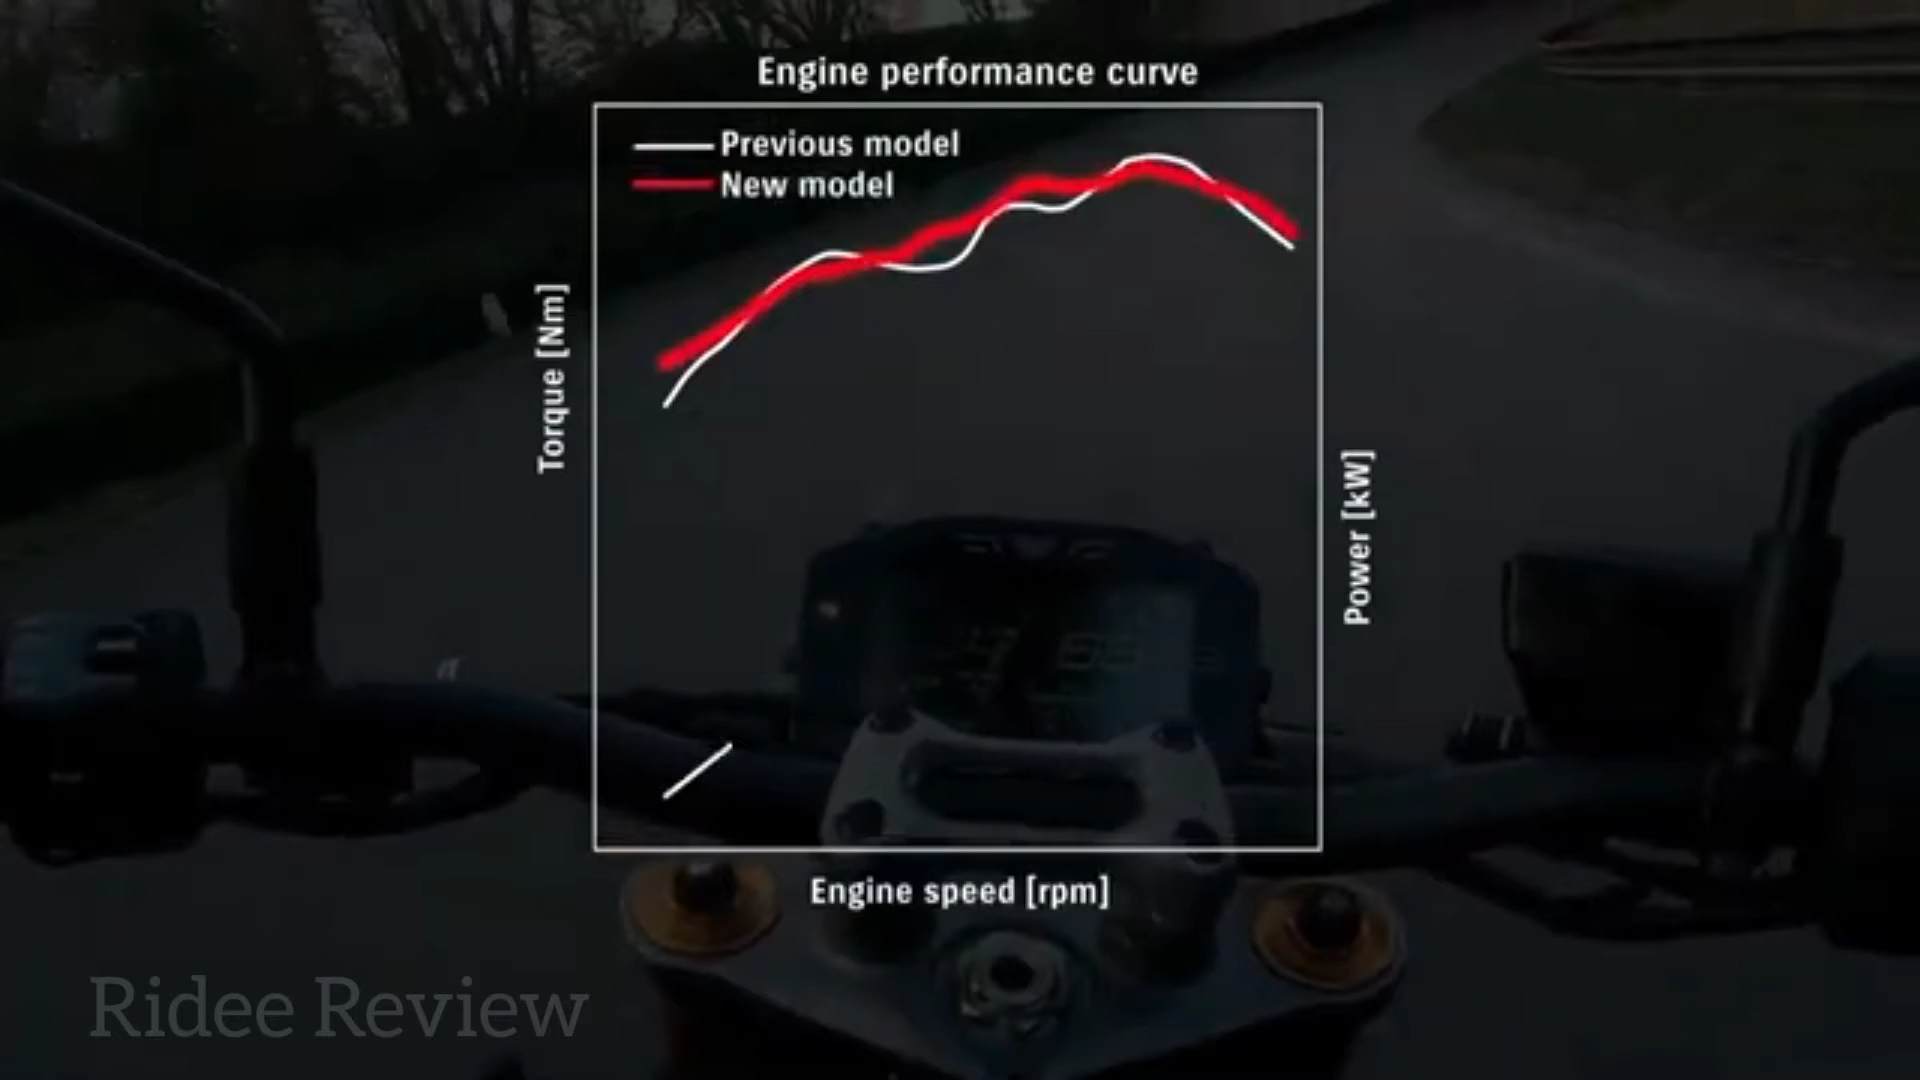 Engine performance curve
Previous model
New model
Torque [Nm]
Power [kW]
Engine speed [rpm]
Ridee Review